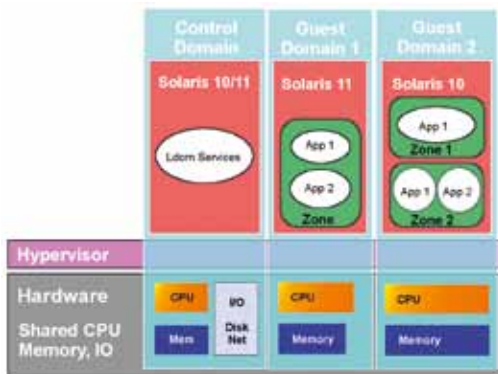 Control Domain
Guest Domain 1
Guest Domain 2
Solaris 10/11
Solaris 11
Solaris 10
Ldom Services
App 1
App 2
Zone
App 1
Zone 1
App 1
App 2
Zone 2
Hypervisor
Hardware
Shared CPU
Memory, IO
CPU
Mem
I/O
Disk
Net
CPU
Memory
CPU
Memory